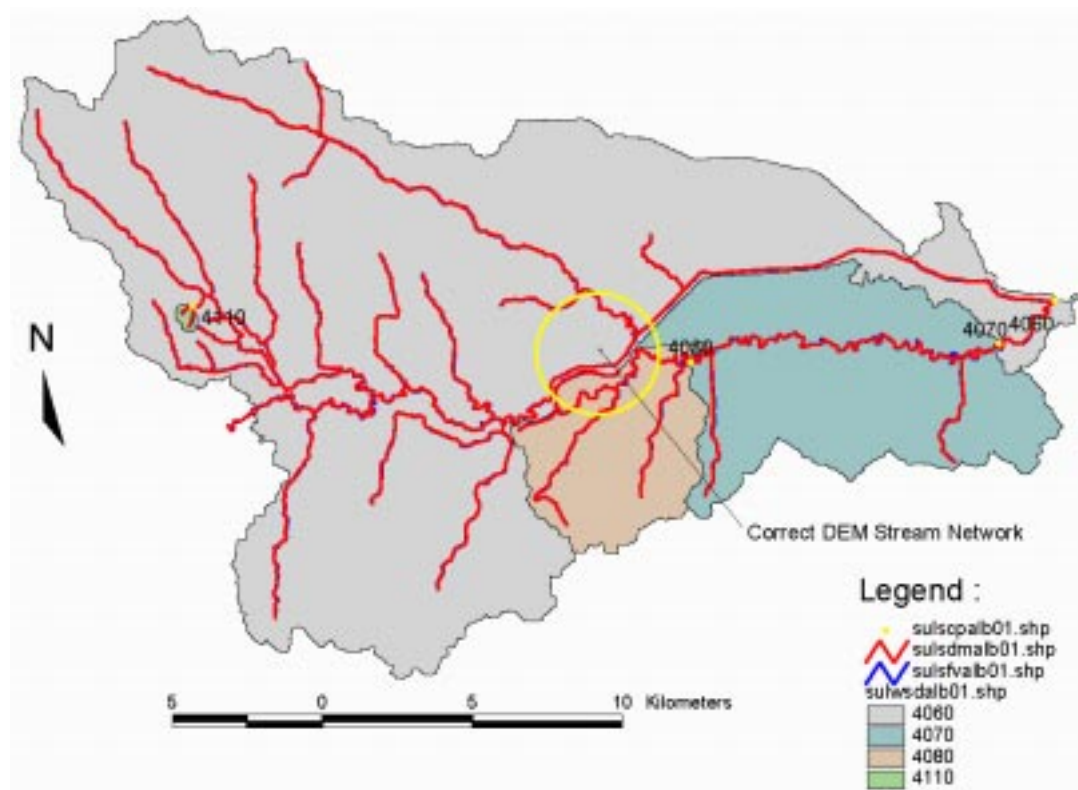 4110
N
4080
4070 4060
Correct DEM Stream Network
Legend :
sulscpalb01.shp
sulsdmalb01.shp
sulsfvalb01.shp
sulwsdalb01.shp
4060
4070
4080
4110
5 0 5 10 Kilometers